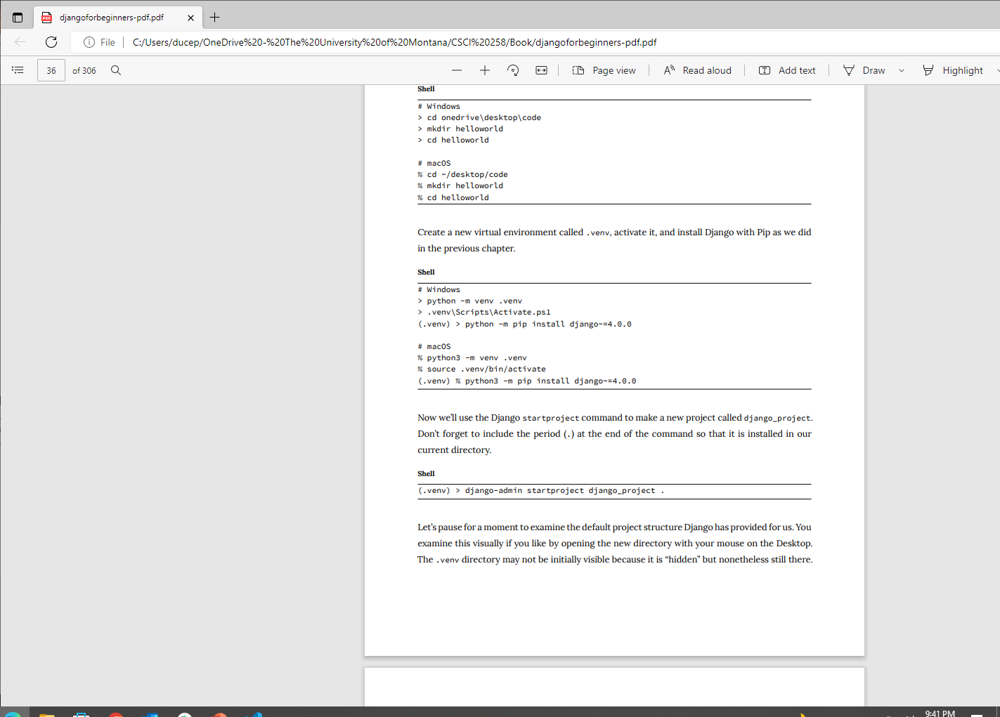 djangoforbeginners-pdf.pdf
File
C:/Users/ducep/OneDrive%20-%20The%20University%20of%20Montana/CSCI%20258/Book/djangoforbeginners-pdf.pdf
36 of 306
Page view
Read aloud
Add text
Draw
Highlight
Shell
# Windows
> cd onedrive\desktop\code
> mkdir helloworld
> cd helloworld
# macOS
% cd ~/desktop/code
% mkdir helloworld
% cd helloworld
Create a new virtual environment called .venv, activate it, and install Django with Pip as we did
in the previous chapter.
Shell
# Windows
> python -m venv .venv
> .venv\Scripts\Activate.ps1
(.venv) > python -m pip install django~=4.0.0
# macOS
% python3 -m venv .venv
% source .venv/bin/activate
(.venv) % python3 -m pip install django~=4.0.0
Now we'll use the Django startproject command to make a new project called django_project.
Don't forget to include the period (.) at the end of the command so that it is installed in our
current directory.
Shell
(.venv) > django-admin startproject django_project .
Let's pause for a moment to examine the default project structure Django has provided for us. You
examine this visually if you like by opening the new directory with your mouse on the Desktop.
The .venv directory may not be initially visible because it is “hidden” but nonetheless still there.
9:41 PM